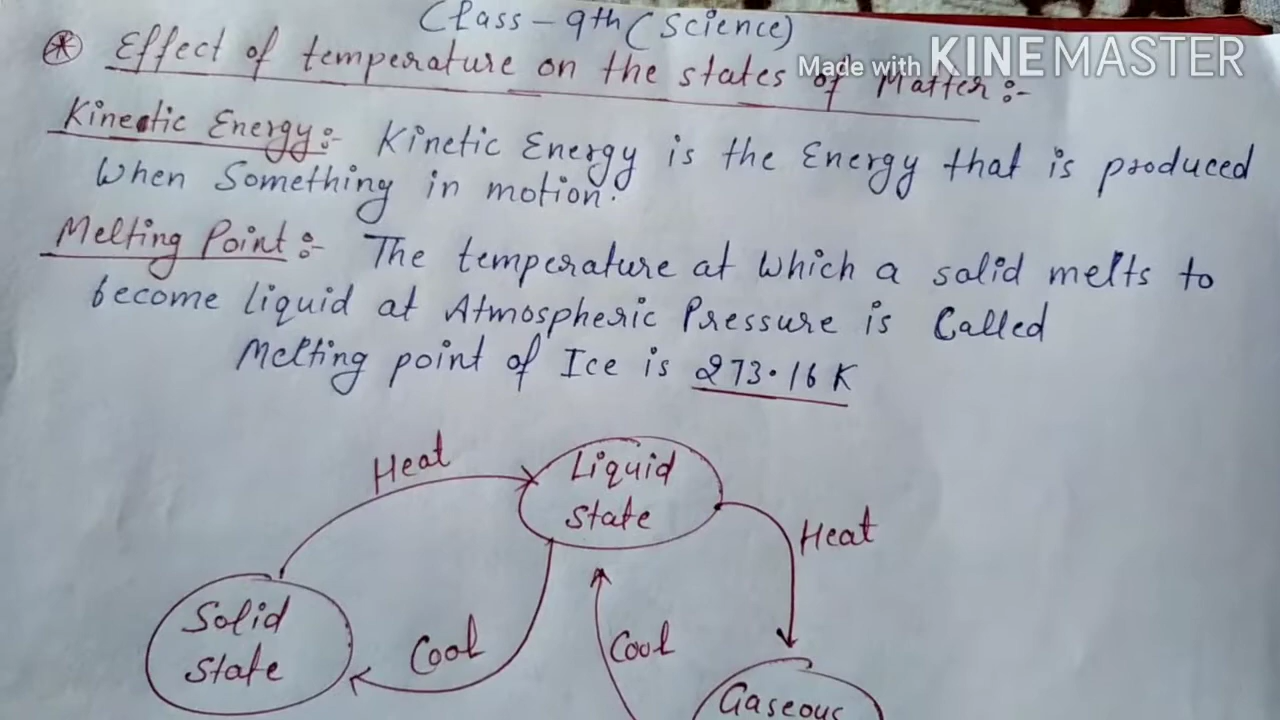 Class - 9th (Science)
Made with KINEMASTER
* Effect of temperature on the states of Matter :-
Kinectic Energy :- Kinetic Energy is the Energy that is produced
When Something in motion.
Melting Point :- The temperature at which a solid melts to
become liquid at Atmospheric Pressure is Called
Melting point of Ice is 273.16 K
Heat
Liquid
State
Heat
Solid
State
Cool
Cool
Gaseous